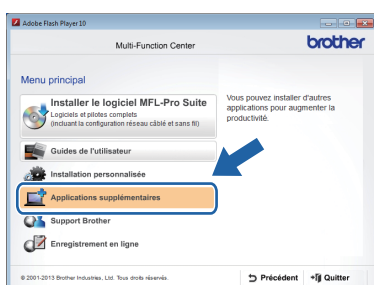 Adobe Flash Player 10
Multi-Function Center
brother
Menu principal
Installer le logiciel MFL-Pro Suite
Logiciels et pilotes complets
(incluant la configuration réseau câblé et sans fil)
Vous pouvez installer d'autres
applications pour augmenter la
productivité.
Guides de l'utilisateur
Installation personnalisée
Applications supplémentaires
Support Brother
Enregistrement en ligne
© 2001-2013 Brother Industries, Ltd. Tous droits réservés.
Précédent
Quitter